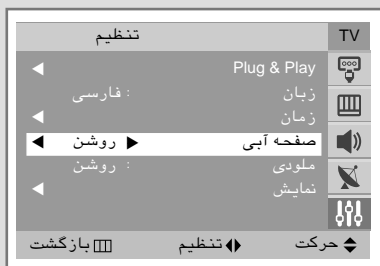 TV تنظیم
Plug & Play
زبان : فارسی
زمان
صفحه آبی روشن
ملودی : روشن
نمایش
حرکت تنظیم بازگشت